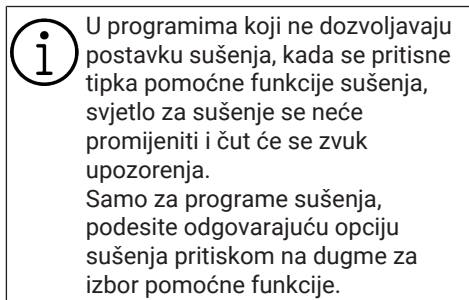 U programima koji ne dozvoljavaju
postavku sušenja, kada se pritisne
tipka pomoćne funkcije sušenja,
svjetlo za sušenje se neće
promijeniti i čut će se zvuk
upozorenja.
Samo za programe sušenja,
podesite odgovarajuću opciju
sušenja pritiskom na dugme za
izbor pomoćne funkcije.